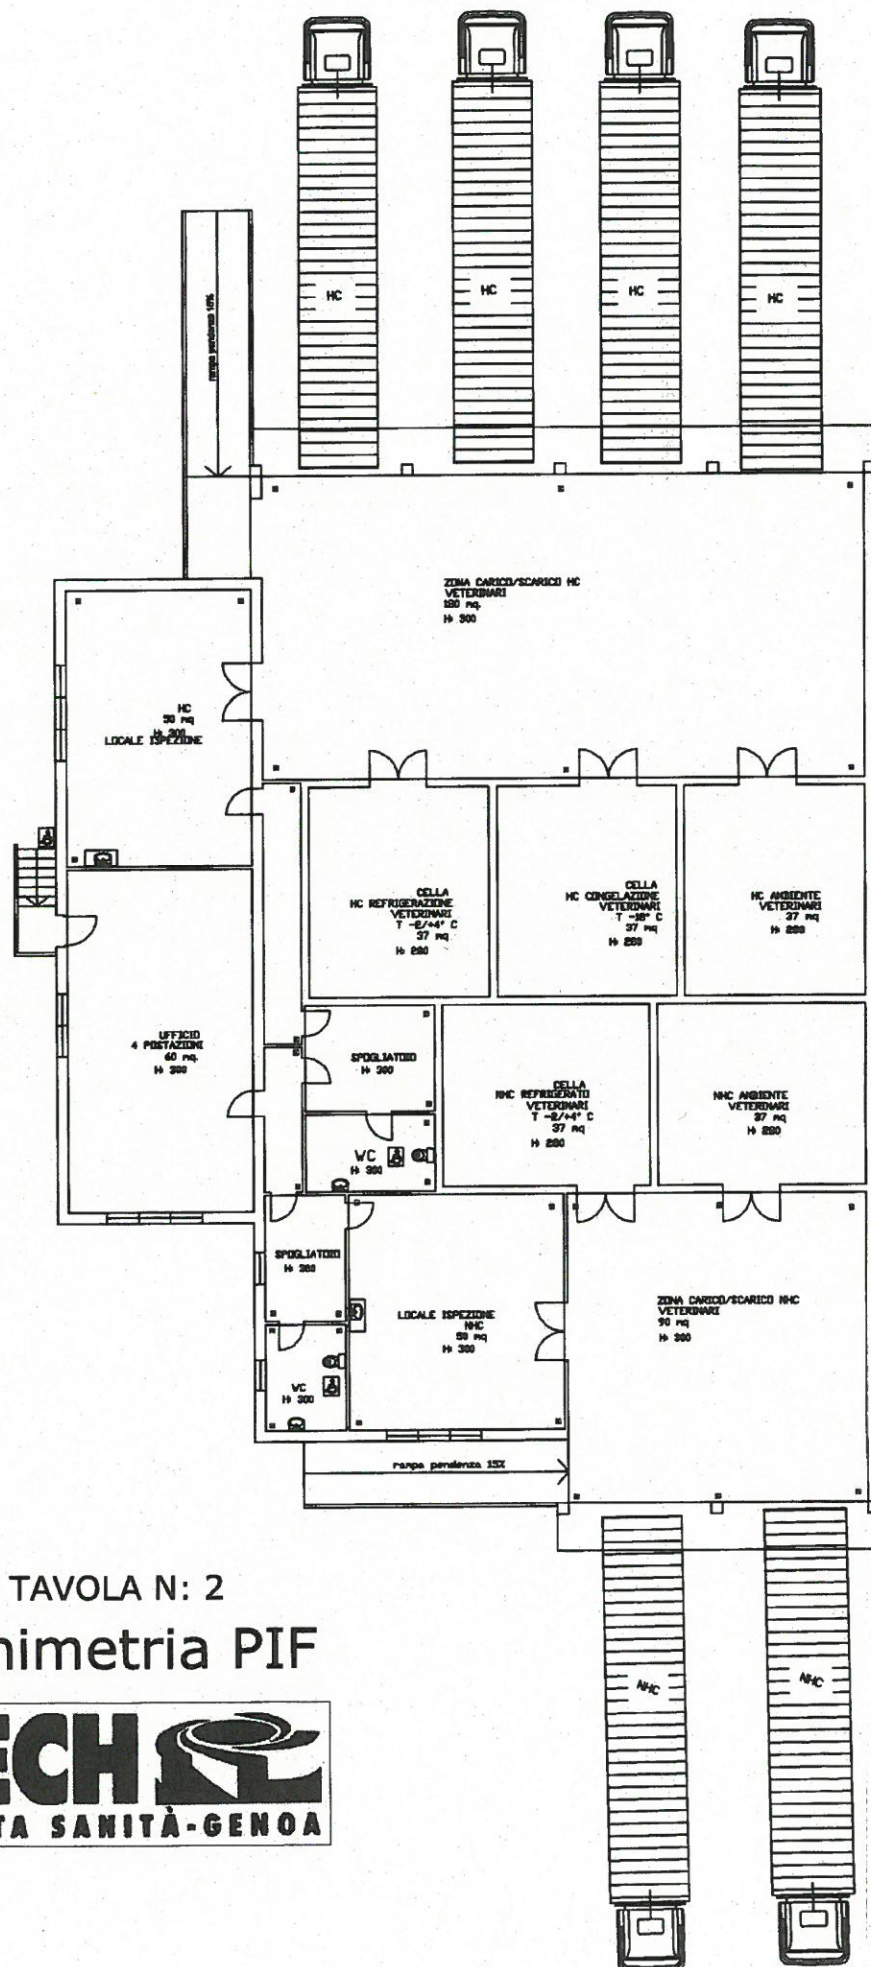 HC
HC
HC
HC
ZONA CARICO/SCARICO HC
VETERINARI
180 mq.
H: 300
HC
50 mq
H: 300
LOCALE ISPEZIONE
CELLA
HC REFRIGERAZIONE
VETERINARI
T -2/+4° C
37 mq
H: 280
CELLA
HC CONGELAZIONE
VETERINARI
T -18° C
37 mq
H: 280
HC AMBIENTE
VETERINARI
37 mq
H: 280
UFFICIO
4 POSTAZIONI
60 mq.
H: 300
SPOGLIATOIO
H: 300
CELLA
NHC REFRIGERATO
VETERINARI
T -2/+4° C
37 mq
H: 280
NHC AMBIENTE
VETERINARI
37 mq
H: 280
WC
H: 300
SPOGLIATOIO
H: 300
LOCALE ISPEZIONE
NHC
50 mq
H: 300
ZONA CARICO/SCARICO NHC
VETERINARI
90 mq
H: 300
WC
H: 300
rampa pendenza 15%
TAVOLA N: 2
nimetria PIF
NHC
NHC
ECH
TA SANITÀ-GENOA